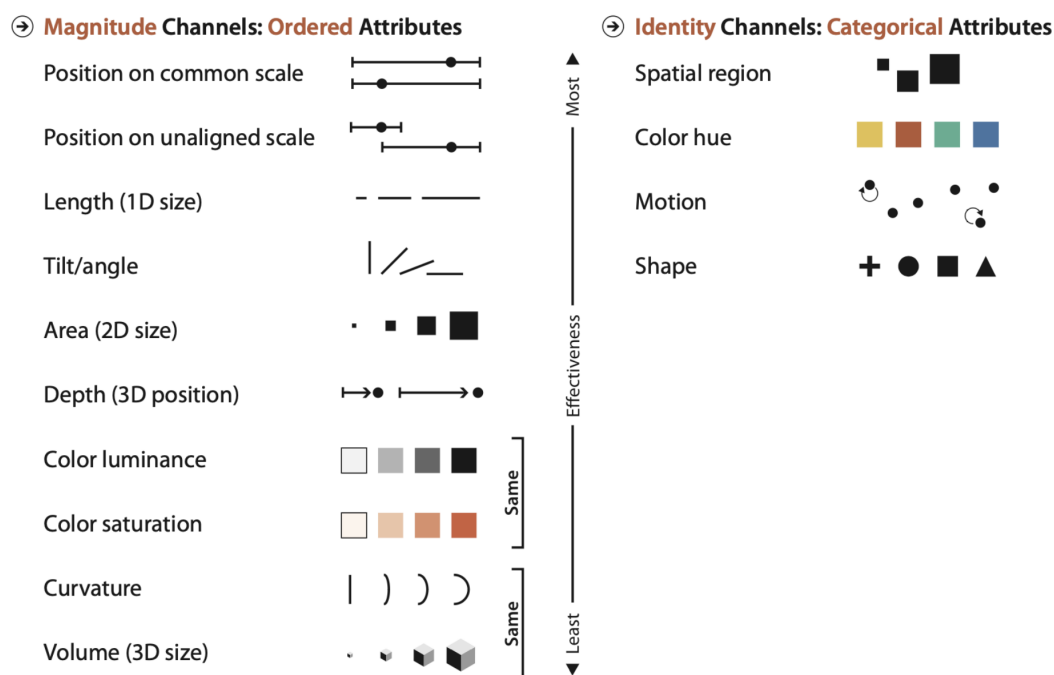 Magnitude Channels: Ordered Attributes
Position on common scale
Position on unaligned scale
Length (1D size)
Tilt/angle
Area (2D size)
Depth (3D position)
Color luminance
Color saturation
Curvature
Volume (3D size)
Same
Same
Most
Effectiveness
Least
Identity Channels: Categorical Attributes
Spatial region
Color hue
Motion
Shape